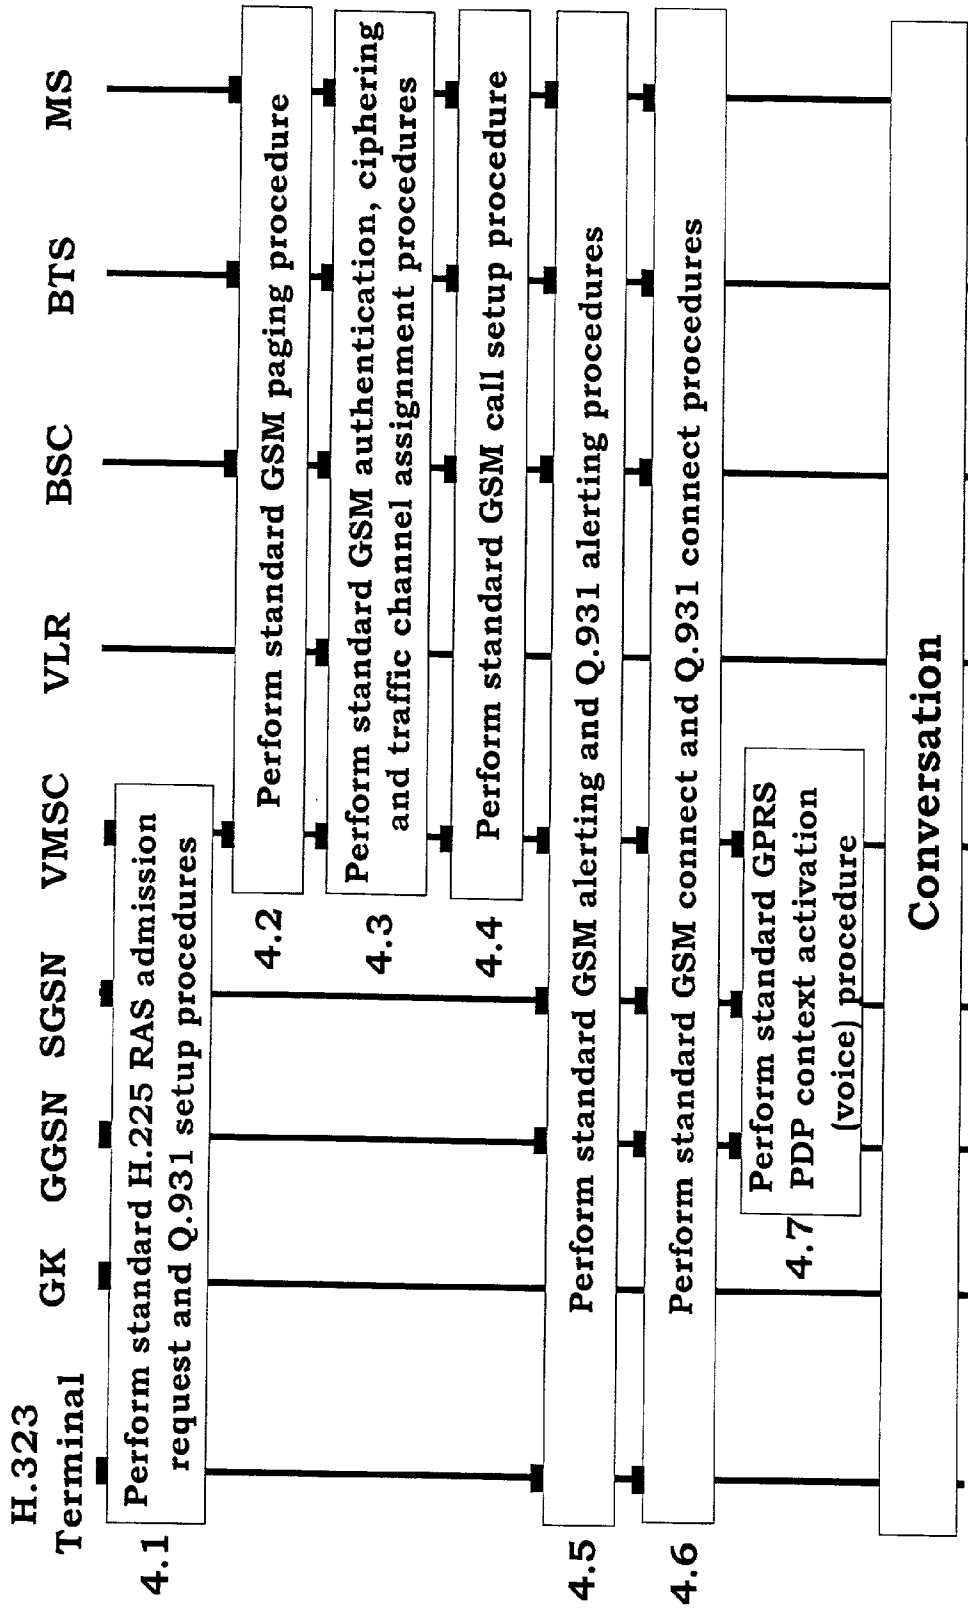 H.323
Terminal
GK
GGSN
SGSN
VMSC
VLR
BSC
BTS
MS
4.1
Perform standard H.225 RAS admission
request and Q.931 setup procedures
4.2
Perform standard GSM paging procedure
4.3
Perform standard GSM authentication, ciphering
and traffic channel assignment procedures
4.4
Perform standard GSM call setup procedure
4.5
Perform standard GSM alerting and Q.931 alerting procedures
4.6
Perform standard GSM connect and Q.931 connect procedures
4.7
Perform standard GPRS
PDP context activation
(voice) procedure
Conversation